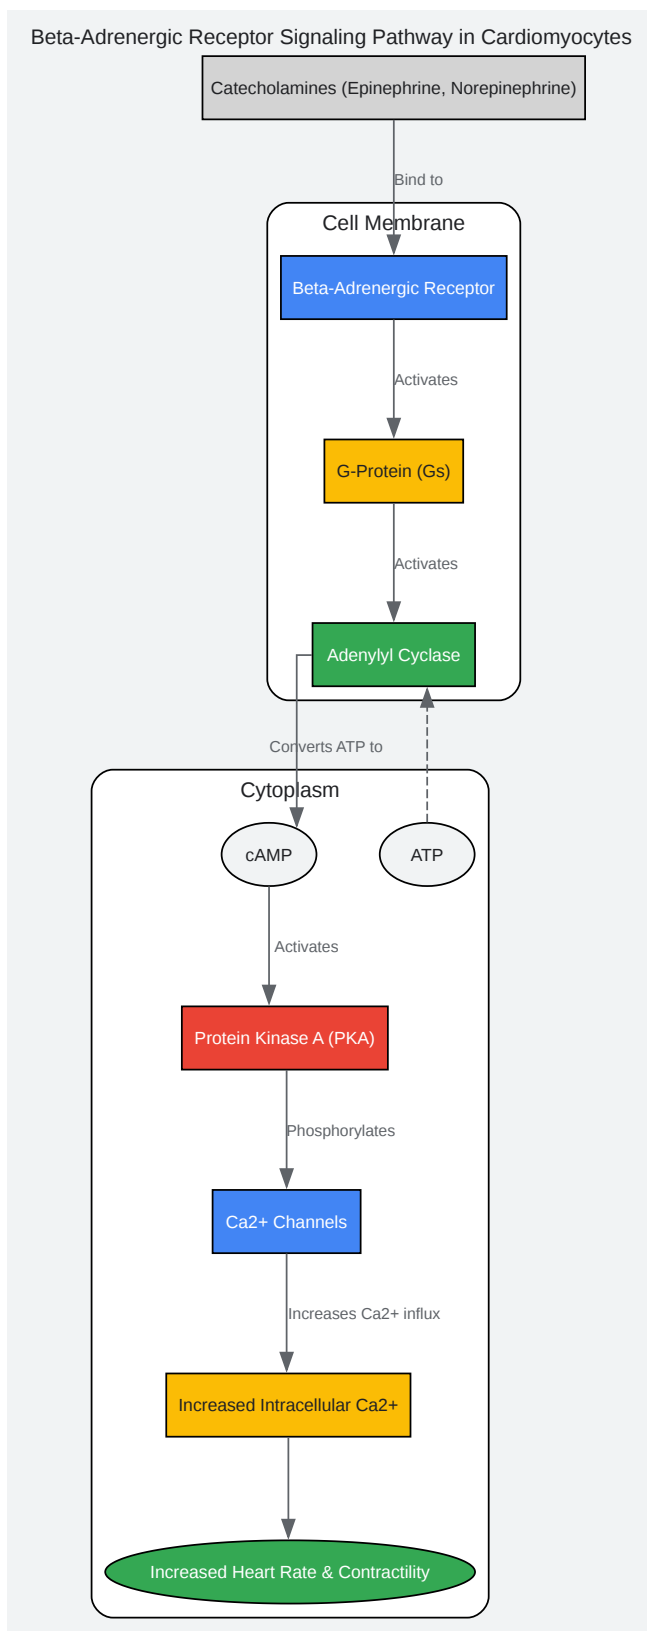 Beta-Adrenergic Receptor Signaling Pathway in Cardiomyocytes
Catecholamines (Epinephrine, Norepinephrine)
Bind to
Cell Membrane
Beta-Adrenergic Receptor
Activates
G-Protein (Gs)
Activates
Adenylyl Cyclase
Converts ATP to
Cytoplasm
cAMP
ATP
Activates
Protein Kinase A (PKA)
Phosphorylates
Ca2+ Channels
Increases Ca2+ influx
Increased Intracellular Ca2+
Increased Heart Rate & Contractility